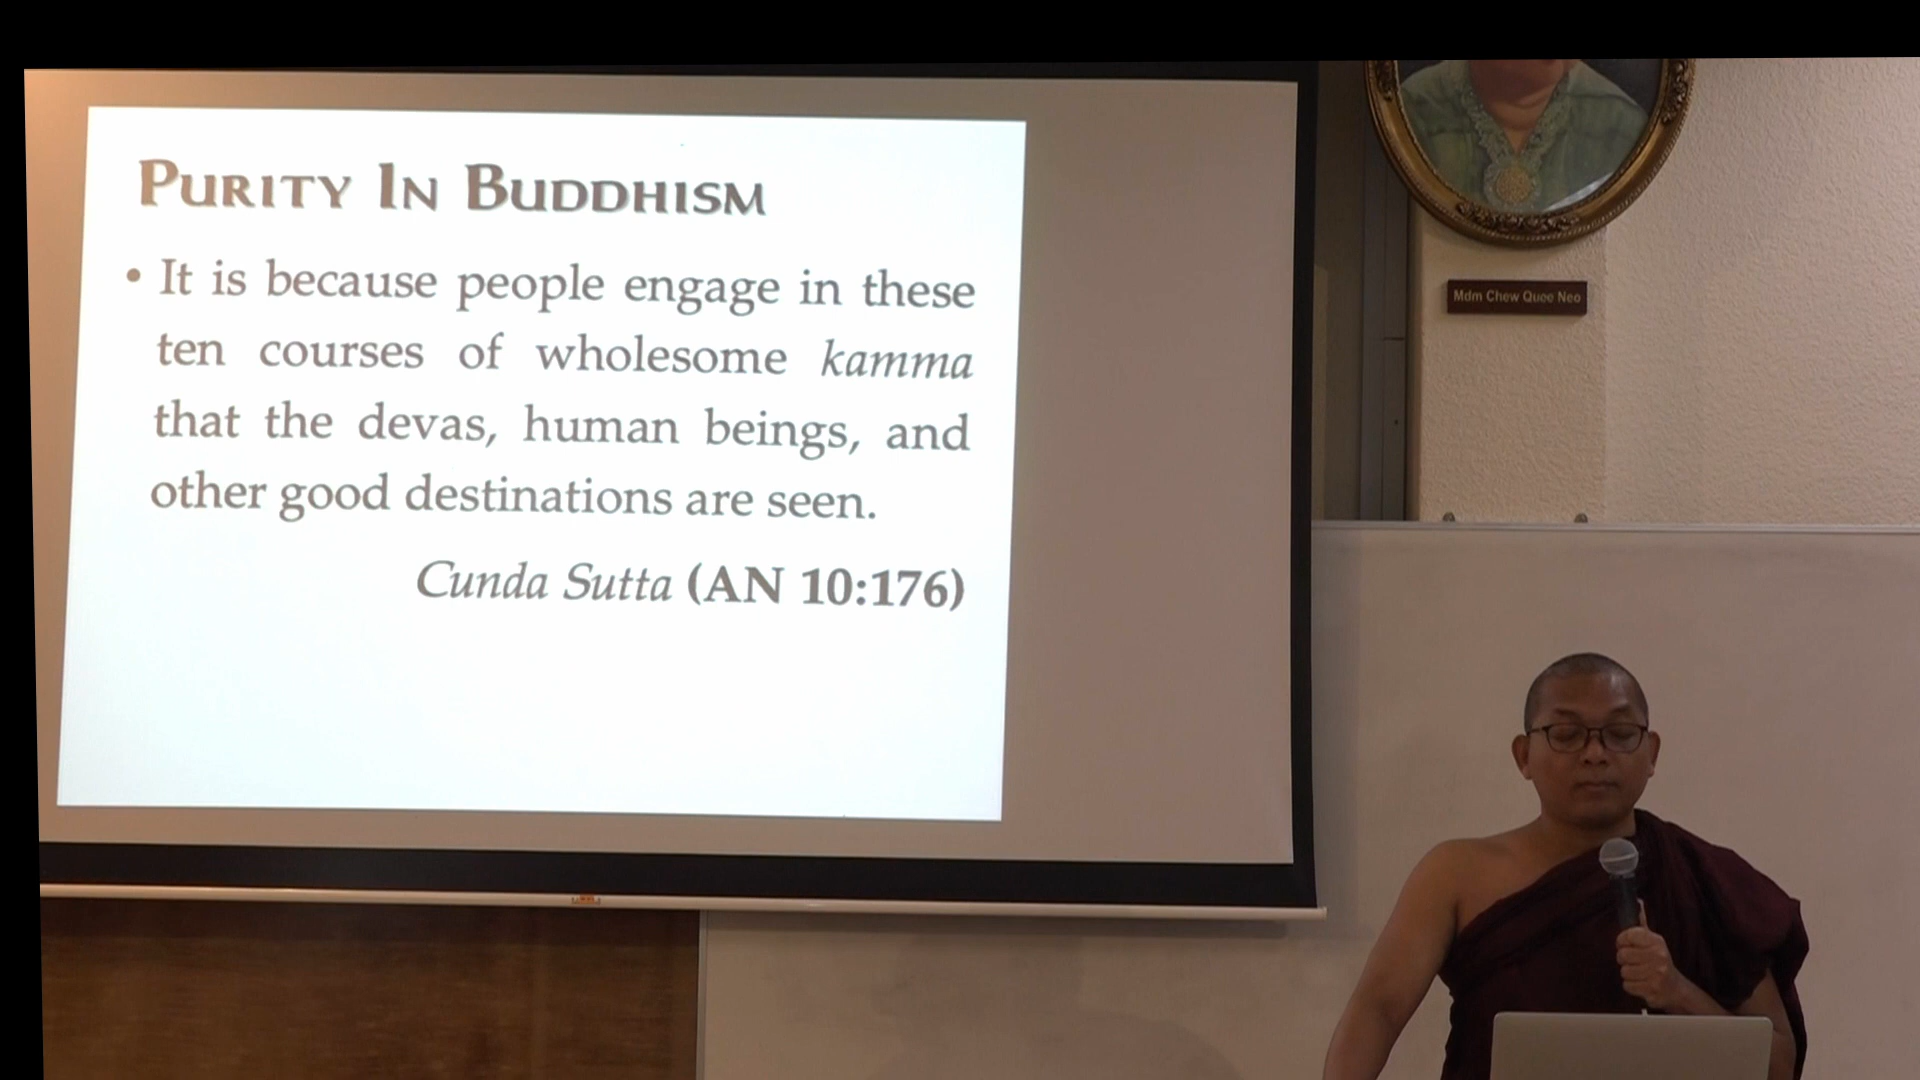 PURITY IN BUDDHISM
• It is because people engage in these
ten courses of wholesome kamma
that the devas, human beings, and
other good destinations are seen.
Cunda Sutta (AN 10:176)
Mdm Chew Quee Neo